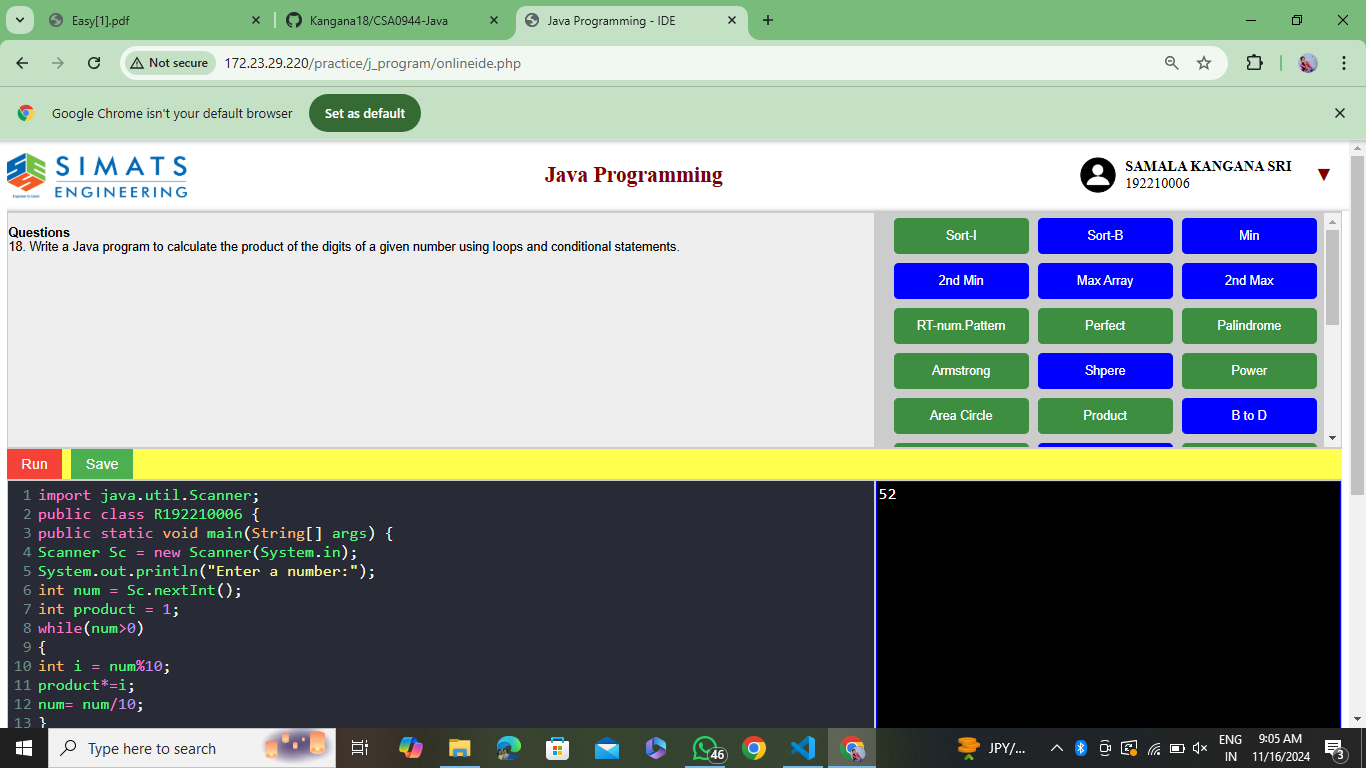 Easy[1].pdf
Kangana18/CSA0944-Java
Java Programming - IDE
Not secure
172.23.29.220/practice/j_program/onlineide.php
Google Chrome isn't your default browser
Set as default
SIMATS
ENGINEERING
Java Programming
SAMALA KANGANA SRI
192210006
Questions
18. Write a Java program to calculate the product of the digits of a given number using loops and conditional statements.
Sort-I
Sort-B
Min
2nd Min
Max Array
2nd Max
RT-num.Pattern
Perfect
Palindrome
Armstrong
Shpere
Power
Area Circle
Product
B to D
Run
Save
1 import java.util.Scanner;
2 public class R192210006 {
3 public static void main(String[] args) {
4 Scanner Sc = new Scanner(System.in);
5 System.out.println("Enter a number:");
6 int num = Sc.nextInt();
7 int product = 1;
8 while(num>0)
9 {
10 int i = num%10;
11 product*=i;
12 num= num/10;
13 }
52
Type here to search
46
JPY/...
ENG
IN
9:05 AM
11/16/2024
3